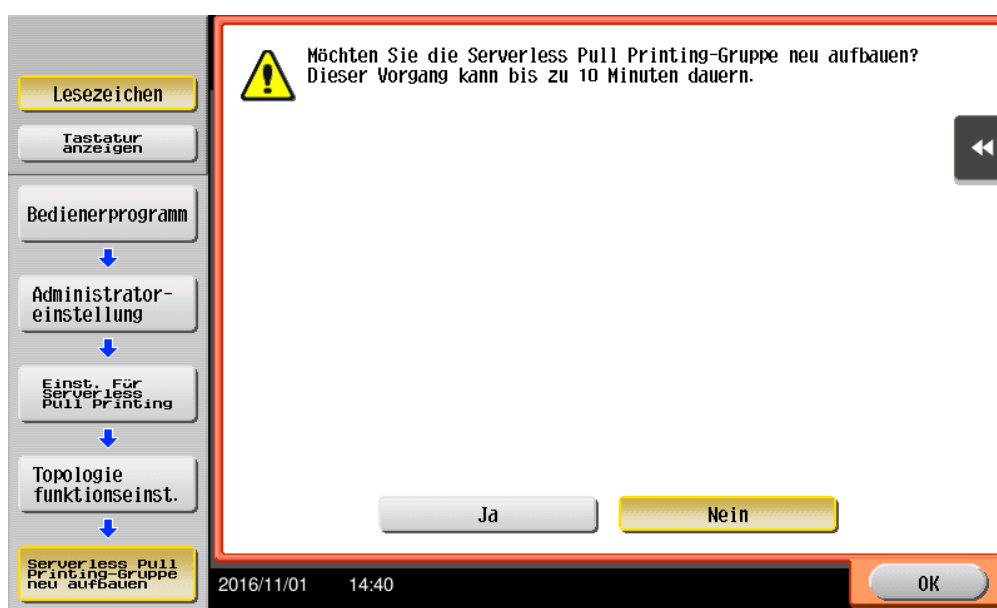 Möchten Sie die Serverless Pull Printing-Gruppe neu aufbauen?
Dieser Vorgang kann bis zu 10 Minuten dauern.
Lesezeichen
Tastatur
anzeigen
Bedienerprogramm
Administrator-
einstellung
Einst. Für
Serverless
Pull Printing
Topologie
funktionseinst.
Serverless Pull
Printing-Gruppe
neu aufbauen
Ja
Nein
2016/11/01 14:40
OK